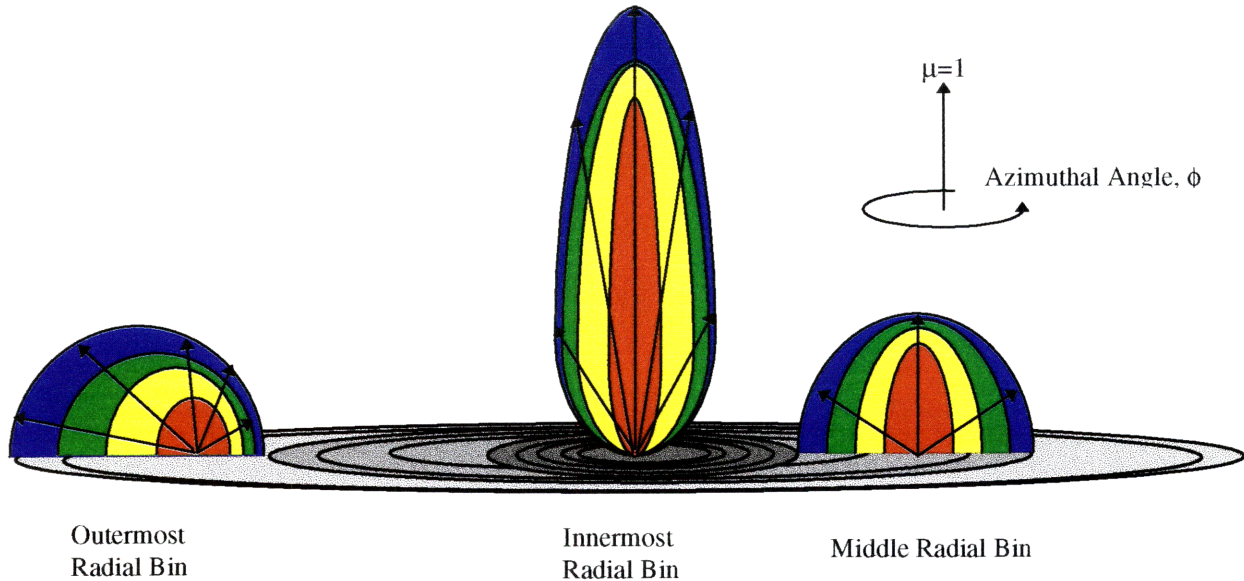 μ=1
Azimuthal Angle, ϕ
Outermost
Radial Bin
Innermost
Radial Bin
Middle Radial Bin